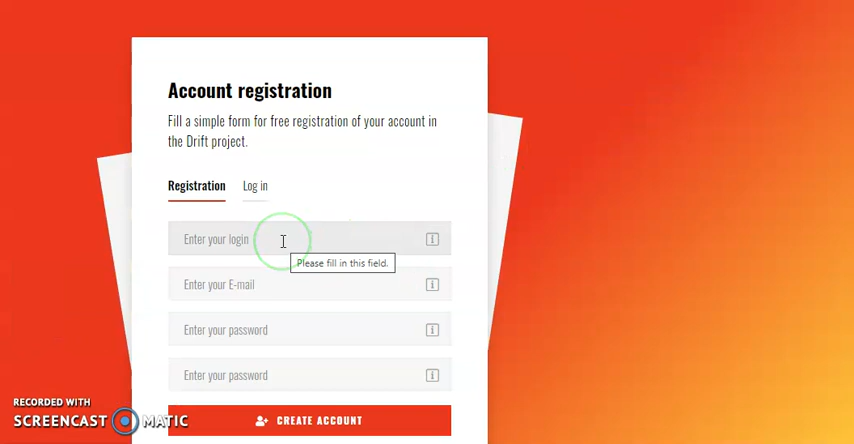 Account registration
Fill a simple form for free registration of your account in
the Drift project.
Registration Log in
Enter your login
Please fill in this field.
Enter your E-mail
Enter your password
Enter your password
CREATE ACCOUNT
RECORDED WITH
SCREENCAST MATIC